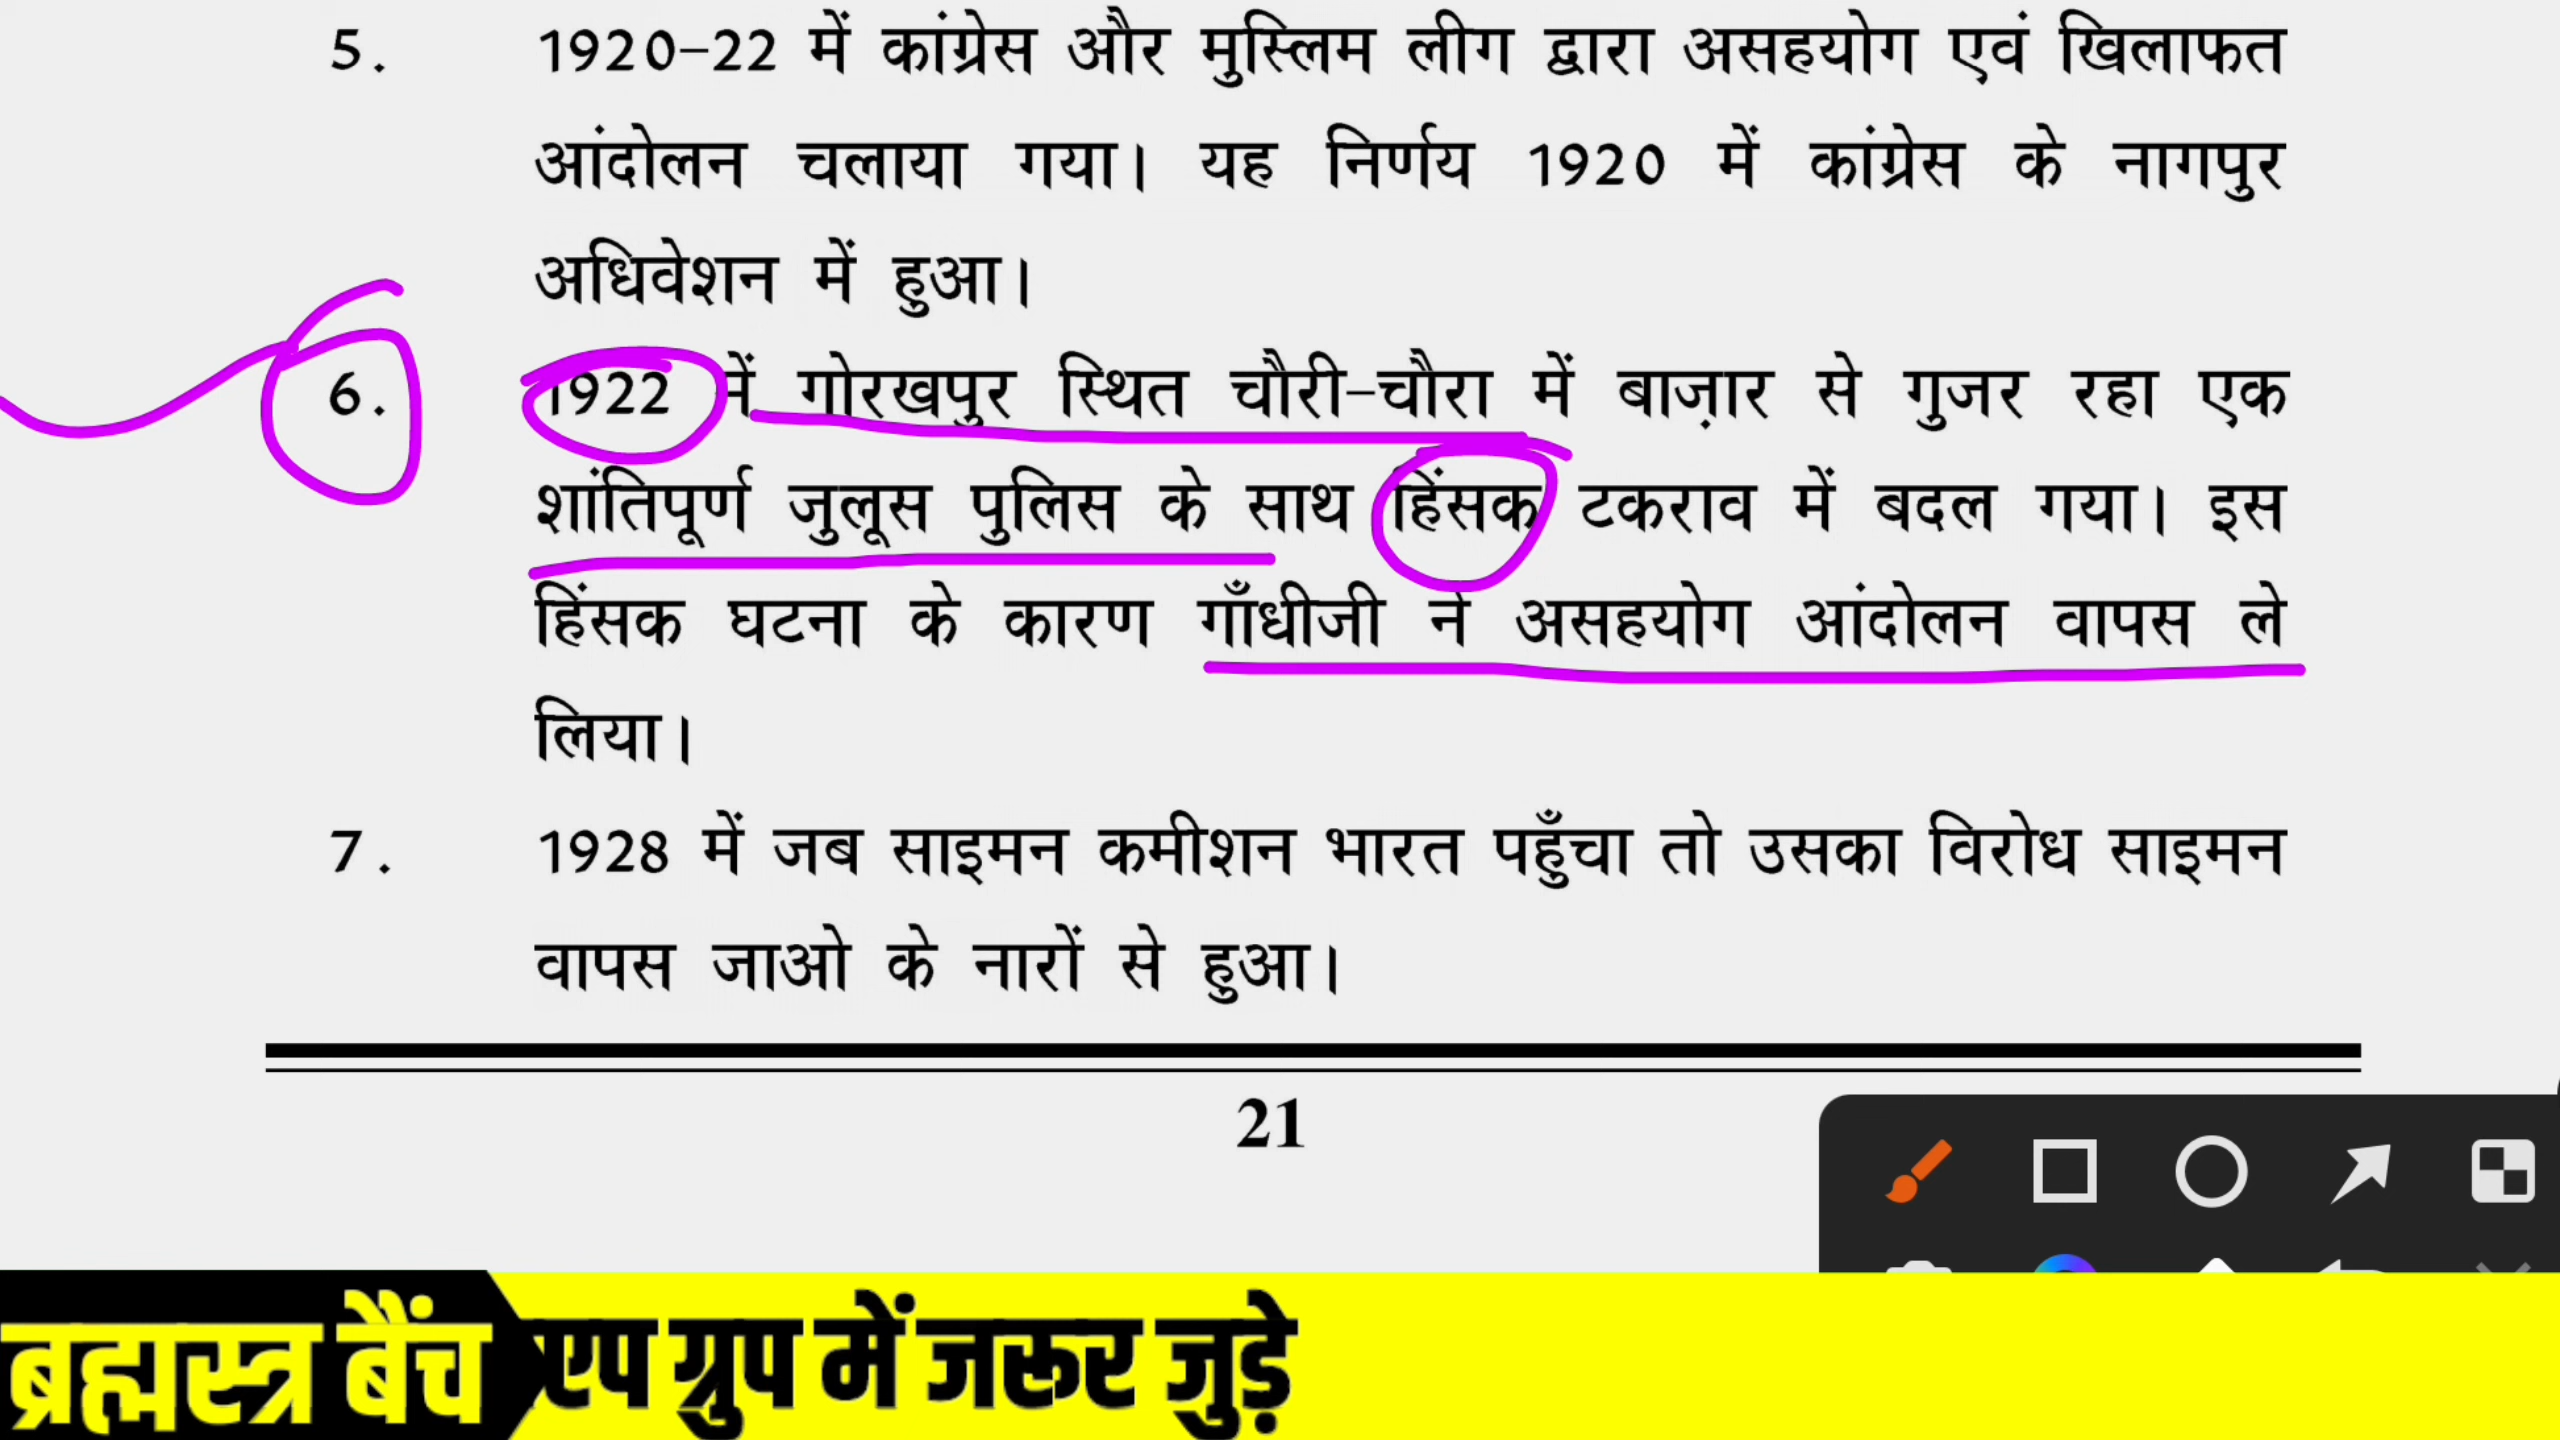 5. 1920-22 में कांग्रेस और मुस्लिम लीग द्वारा असहयोग एवं खिलाफत
आंदोलन चलाया गया। यह निर्णय 1920 में कांग्रेस के नागपुर
अधिवेशन में हुआ।
6. 1922 में गोरखपुर स्थित चौरी-चौरा में बाज़ार से गुजर रहा एक
शांतिपूर्ण जुलूस पुलिस के साथ हिंसक टकराव में बदल गया। इस
हिंसक घटना के कारण गाँधीजी ने असहयोग आंदोलन वापस ले
लिया।
7. 1928 में जब साइमन कमीशन भारत पहुँचा तो उसका विरोध साइमन
वापस जाओ के नारों से हुआ।
21
ब्रह्मस्त्र बैंच एप ग्रुप में जरूर जुड़े